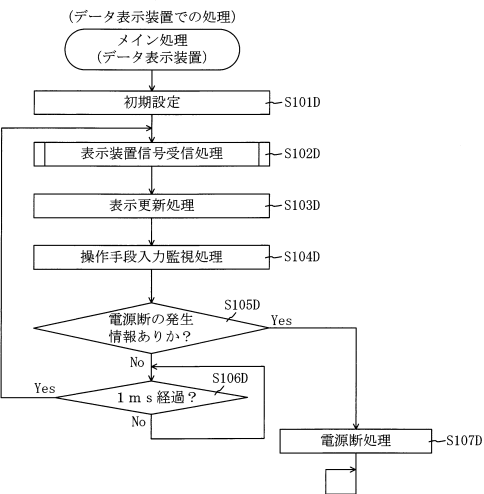 (データ表示装置での処理)
メイン処理
(データ表示装置)
初期設定
S101D
表示装置信号受信処理
S102D
表示更新処理
S103D
操作手段入力監視処理
S104D
S105D
電源断の発生
情報ありか?
Yes
No
S106D
Yes
1ms経過?
No
電源断処理
S107D